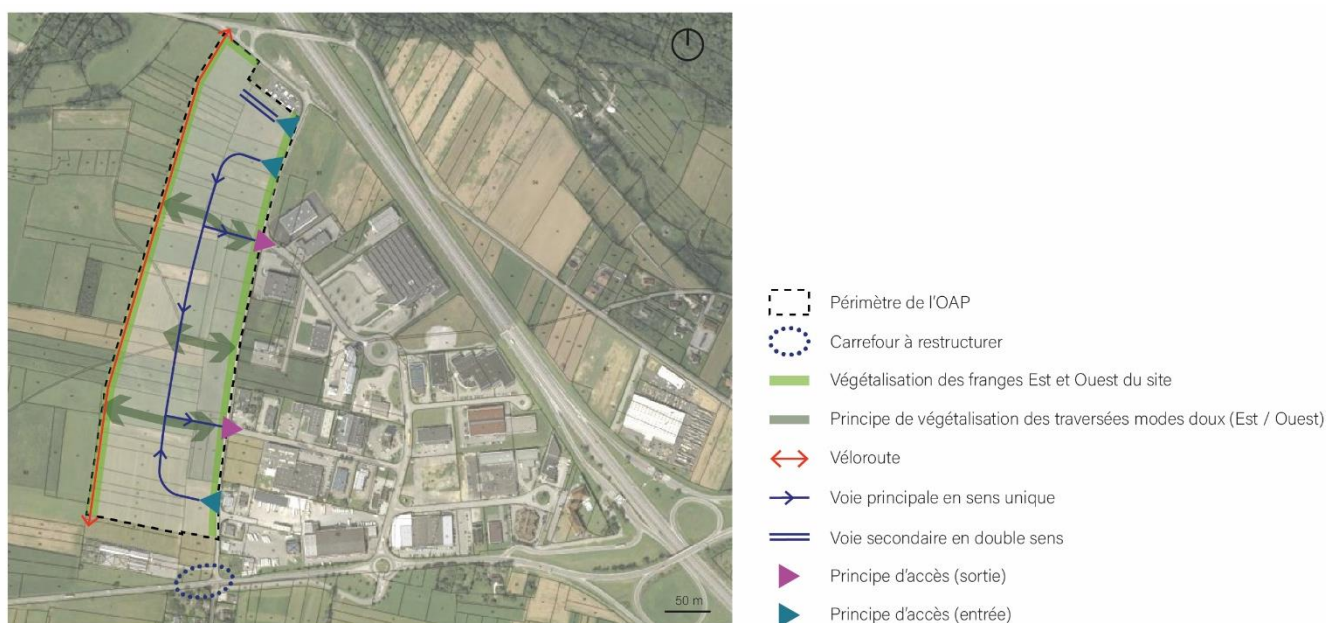 50 m
Périmètre de l'OAP
Carrefour à restructurer
Végétalisation des franges Est et Ouest du site
Principe de végétalisation des traversées modes doux (Est / Ouest)
Véloroute
Voie principale en sens unique
Voie secondaire en double sens
Principe d'accès (sortie)
Principe d'accès (entrée)